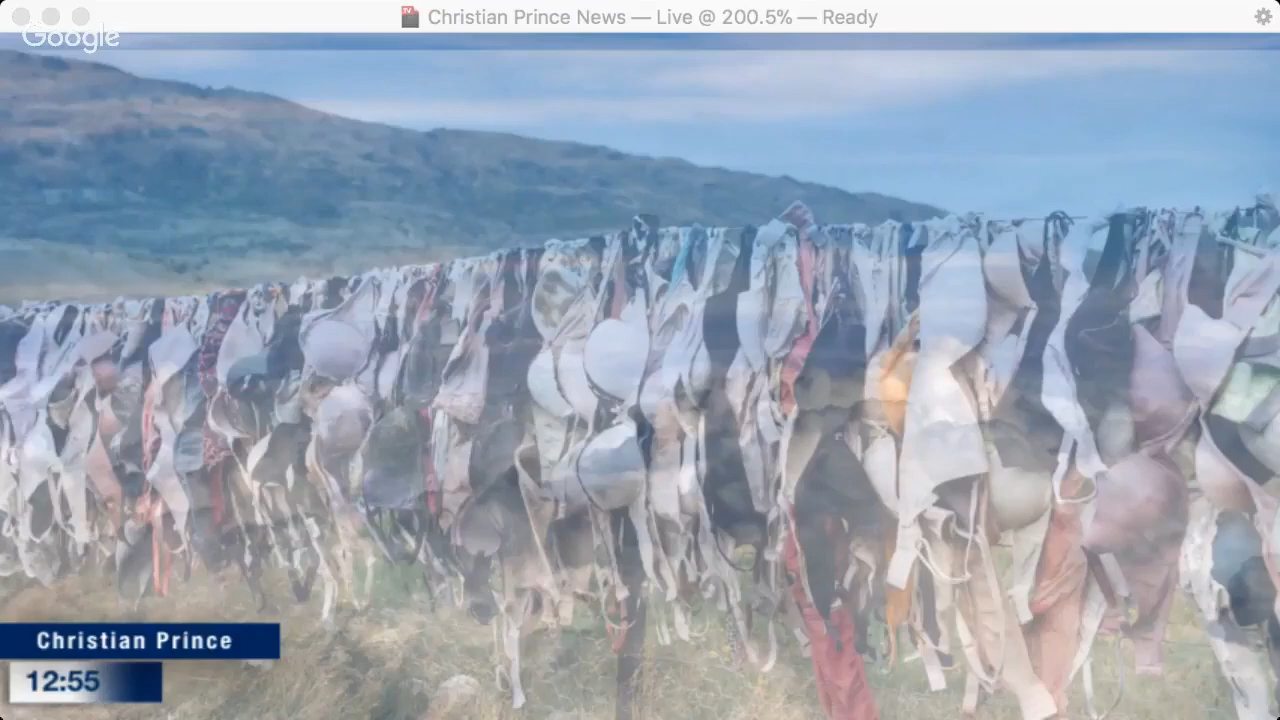 Christian Prince News — Live @ 200.5% — Ready
Google
Christian Prince
12:55